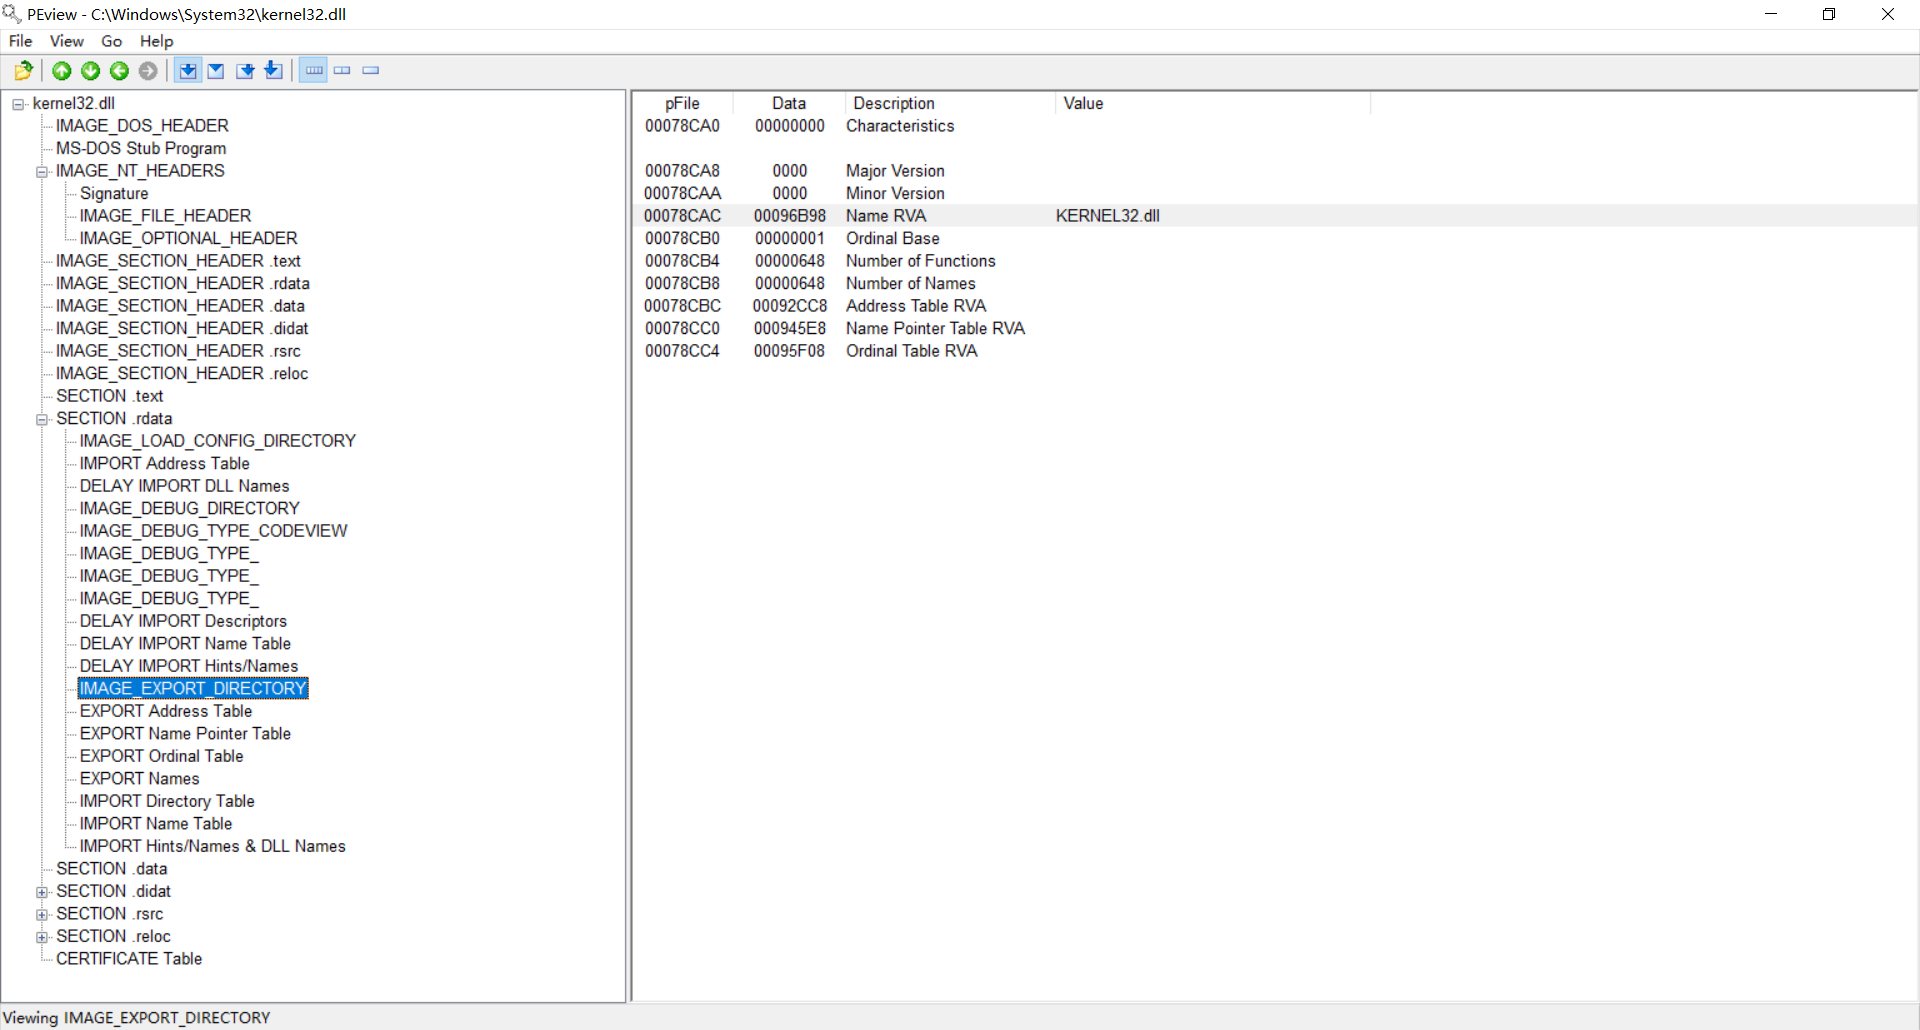 PEview - C:\Windows\System32\kernel32.dll
File View Go Help
kernel32.dll
IMAGE_DOS_HEADER
MS-DOS Stub Program
IMAGE_NT_HEADERS
Signature
IMAGE_FILE_HEADER
IMAGE_OPTIONAL_HEADER
IMAGE_SECTION_HEADER .text
IMAGE_SECTION_HEADER .rdata
IMAGE_SECTION_HEADER .data
IMAGE_SECTION_HEADER .didat
IMAGE_SECTION_HEADER .rsrc
IMAGE_SECTION_HEADER .reloc
SECTION .text
SECTION .rdata
IMAGE_LOAD_CONFIG_DIRECTORY
IMPORT Address Table
DELAY IMPORT DLL Names
IMAGE_DEBUG_DIRECTORY
IMAGE_DEBUG_TYPE_CODEVIEW
IMAGE_DEBUG_TYPE_
IMAGE_DEBUG_TYPE_
IMAGE_DEBUG_TYPE_
DELAY IMPORT Descriptors
DELAY IMPORT Name Table
DELAY IMPORT Hints/Names
IMAGE_EXPORT_DIRECTORY
EXPORT Address Table
EXPORT Name Pointer Table
EXPORT Ordinal Table
EXPORT Names
IMPORT Directory Table
IMPORT Name Table
IMPORT Hints/Names & DLL Names
SECTION .data
SECTION .didat
SECTION .rsrc
SECTION .reloc
CERTIFICATE Table
pFile Data Description Value
00078CA0 00000000 Characteristics
00078CA8 0000 Major Version
00078CAA 0000 Minor Version
00078CAC 00096B98 Name RVA KERNEL32.dll
00078CB0 00000001 Ordinal Base
00078CB4 00000648 Number of Functions
00078CB8 00000648 Number of Names
00078CBC 00092CC8 Address Table RVA
00078CC0 000945E8 Name Pointer Table RVA
00078CC4 00095F08 Ordinal Table RVA
Viewing IMAGE_EXPORT_DIRECTORY